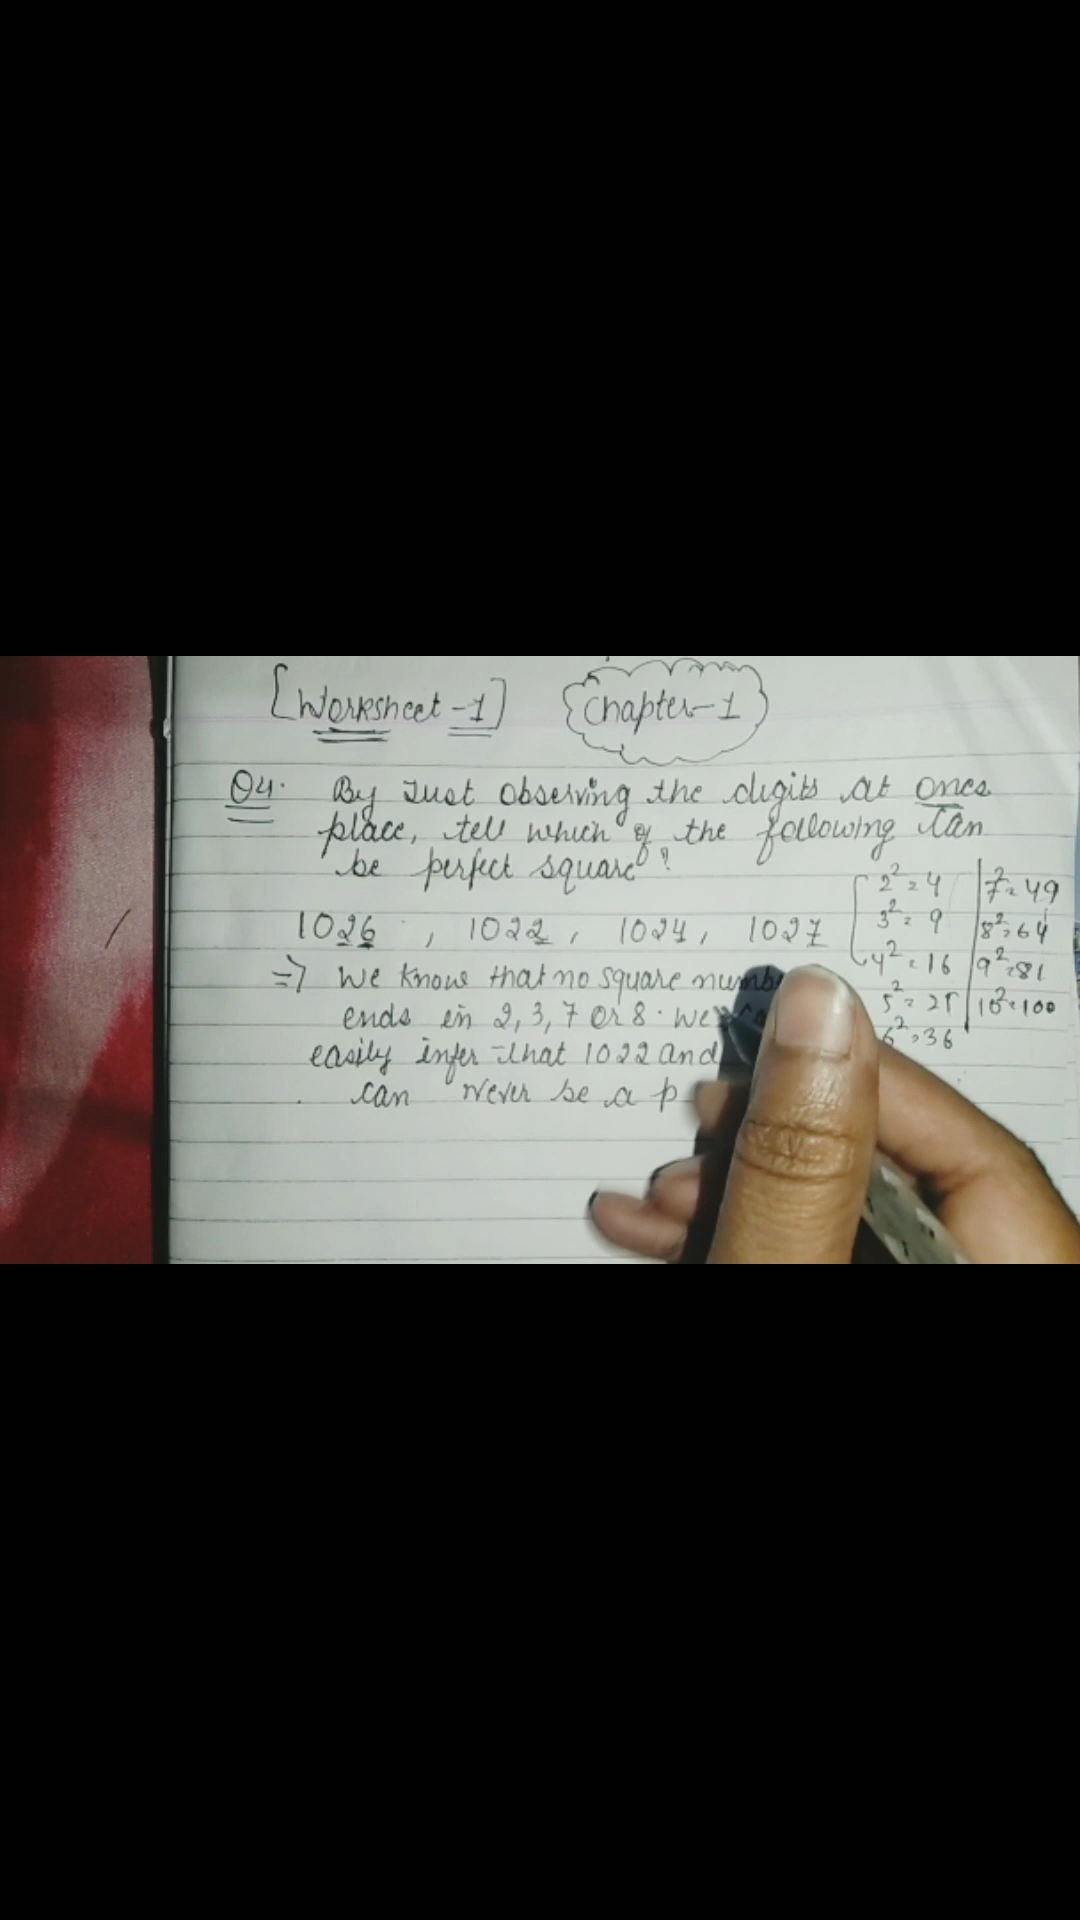 [Worksheet-1] Chapter-1
Q4. By Just observing the digits at ones
place, tell which of the following can
be perfect square?
1026, 1022, 1024, 1027
⇒ We know that no square
ends in 2, 3, 7 or 8. we
easily infer that 1022 and
can never be a p
2² = 4
3² = 9
4² = 16
5² = 25
6² = 36
7² = 49
8² = 64
9² = 81
10² = 100